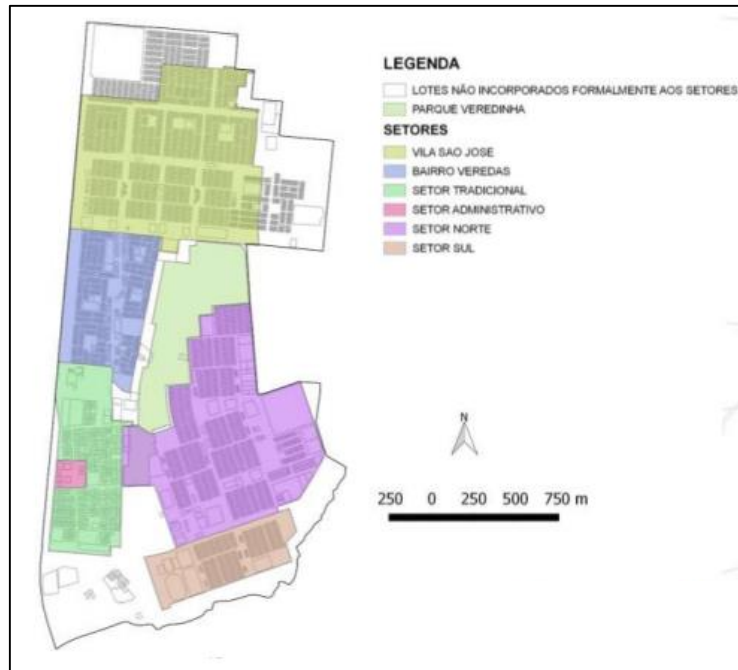 LEGENDA
LOTES NÃO INCORPORADOS FORMALMENTE AOS SETORES
PARQUE VEREDINHA
SETORES
VILA SAO JOSE
BAIRRO VEREDAS
SETOR TRADICIONAL
SETOR ADMINISTRATIVO
SETOR NORTE
SETOR SUL
N
250 0 250 500 750 m